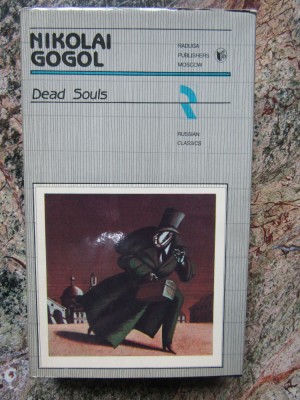 NIKOLAI
GOGOL
RADUGA
PUBLISHERS
MOSCOW
Dead Souls
R
RUSSIAN
CLASSICS